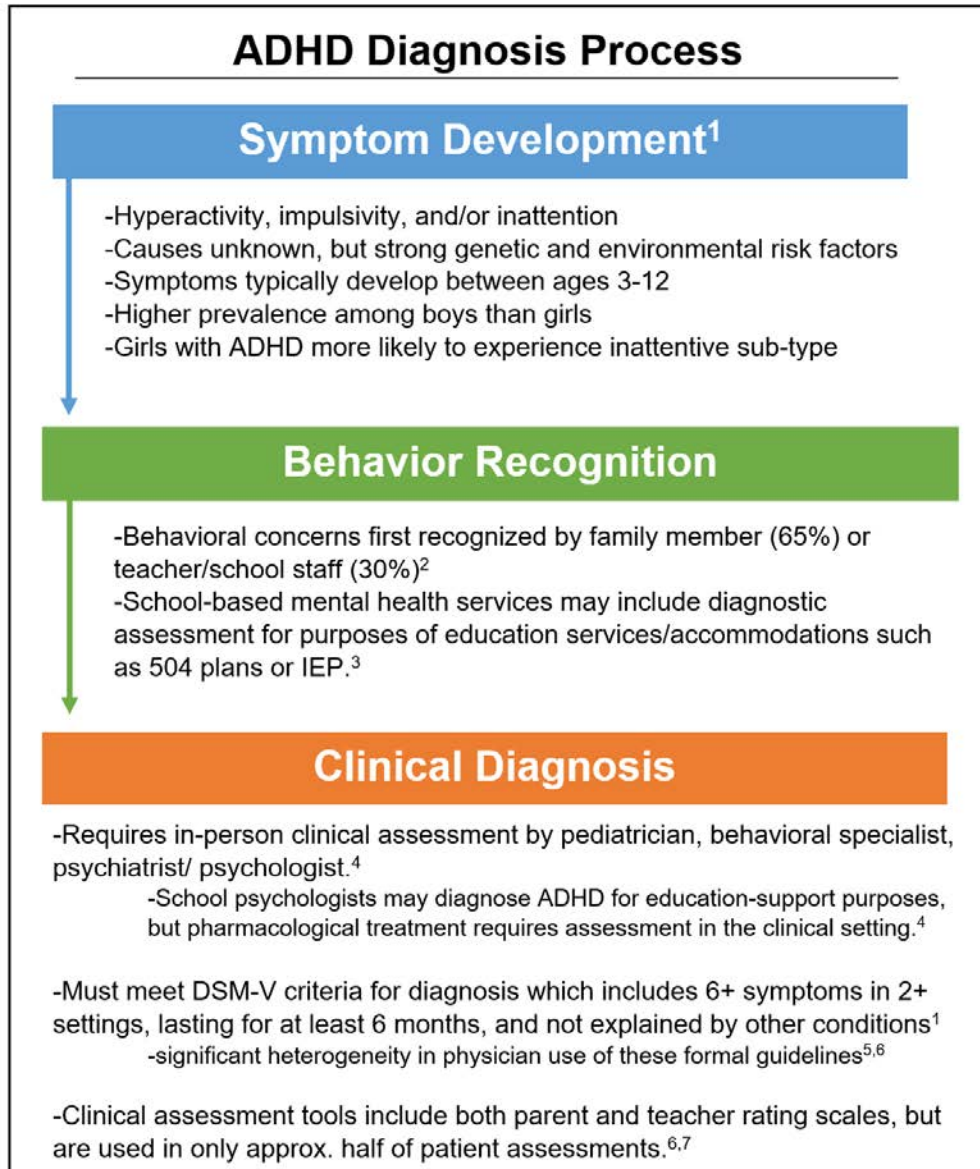 ADHD Diagnosis Process
Symptom Development¹
-Hyperactivity, impulsivity, and/or inattention
-Causes unknown, but strong genetic and environmental risk factors
-Symptoms typically develop between ages 3-12
-Higher prevalence among boys than girls
-Girls with ADHD more likely to experience inattentive sub-type
Behavior Recognition
-Behavioral concerns first recognized by family member (65%) or
teacher/school staff (30%)²
-School-based mental health services may include diagnostic
assessment for purposes of education services/accommodations such
as 504 plans or IEP.³
Clinical Diagnosis
-Requires in-person clinical assessment by pediatrician, behavioral specialist,
psychiatrist/ psychologist.⁴
-School psychologists may diagnose ADHD for education-support purposes,
but pharmacological treatment requires assessment in the clinical setting.⁴
-Must meet DSM-V criteria for diagnosis which includes 6+ symptoms in 2+
settings, lasting for at least 6 months, and not explained by other conditions¹
-significant heterogeneity in physician use of these formal guidelines⁵,⁶
-Clinical assessment tools include both parent and teacher rating scales, but
are used in only approx. half of patient assessments.⁶,⁷